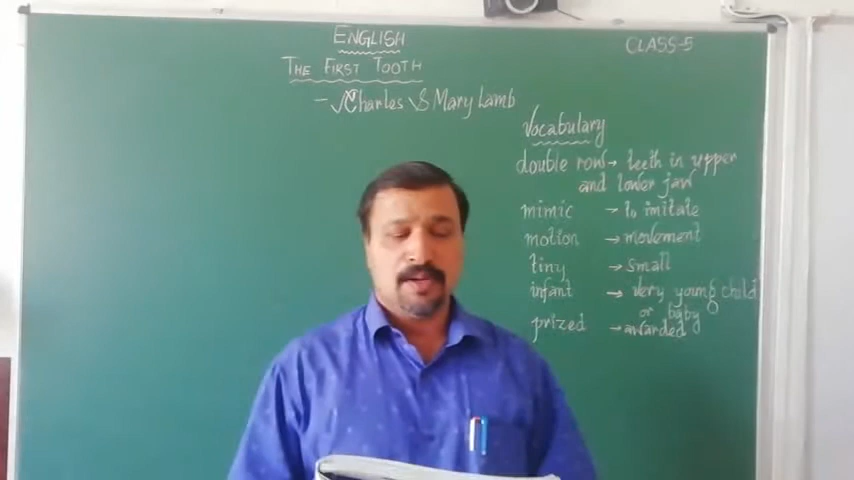 ENGLISH
CLASS-5
THE FIRST TOOTH
- Charles & Mary Lamb
Vocabulary
double row → teeth in upper
and lower jaw
mimic → to imitate
motion → movement
tiny → small
infant → very young child
or baby
prized → awarded